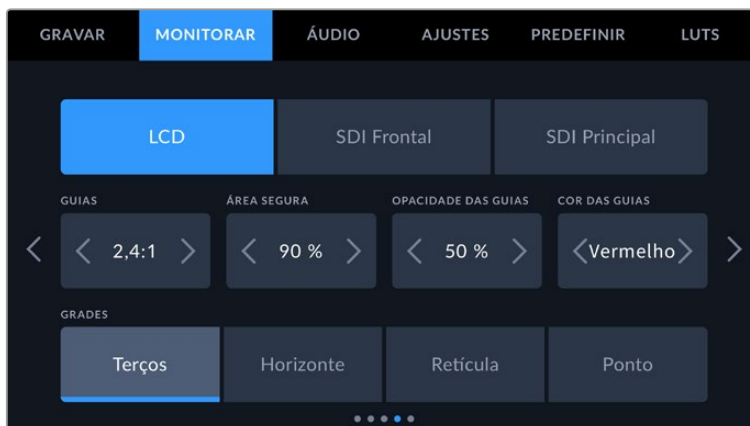 GRAVAR MONITORAR ÁUDIO AJUSTES PREDEFINIR LUTS
LCD SDI Frontal SDI Principal
GUIAS ÁREA SEGURA OPACIDADE DAS GUIAS COR DAS GUIAS
2,4:1 90 % 50 % Vermelho
GRADES
Terços Horizonte Retícula Ponto